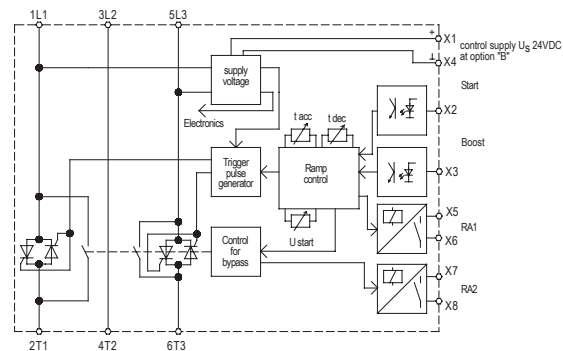 1L1 3L2 5L3
+ X1
control supply US 24VDC
⊥ X4
at option "B"
supply
voltage
Start
X2
Electronics
t acc t dec
Boost
Trigger
pulse
generator
Ramp
control
X3
X5
RA1
X6
U start
Control
for
bypass
X7
RA2
X8
2T1 4T2 6T3